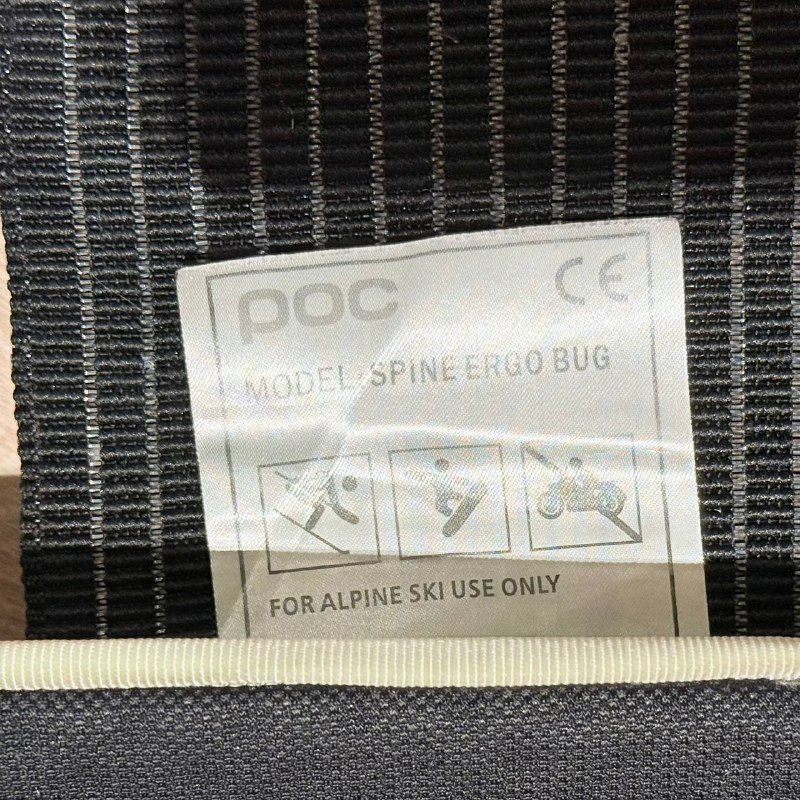 poc CE
MODEL: SPINE ERGO BUG
FOR ALPINE SKI USE ONLY